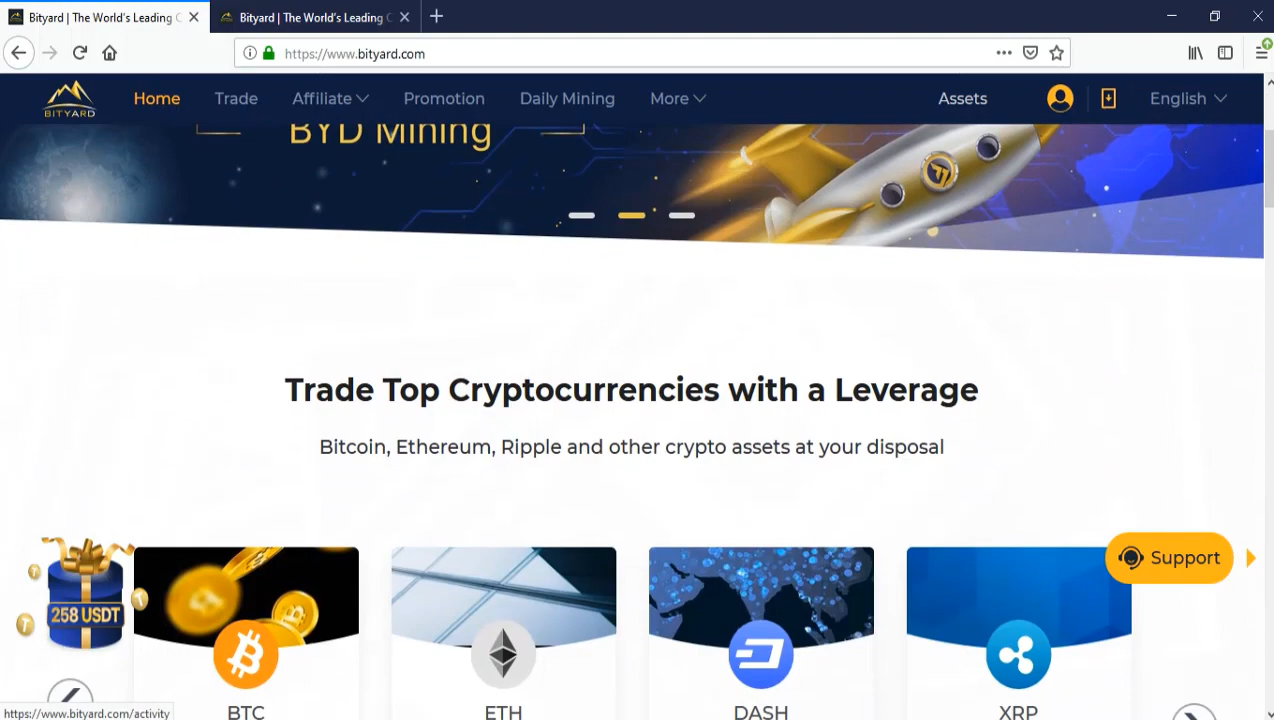 Bityard | The World's Leading C
Bityard | The World's Leading C
https://www.bityard.com
BITYARD
Home
Trade
Affiliate
Promotion
Daily Mining
More
Assets
English
BYD Mining
Trade Top Cryptocurrencies with a Leverage
Bitcoin, Ethereum, Ripple and other crypto assets at your disposal
258 USDT
Support
BTC
ETH
DASH
XRP
https://www.bityard.com/activity